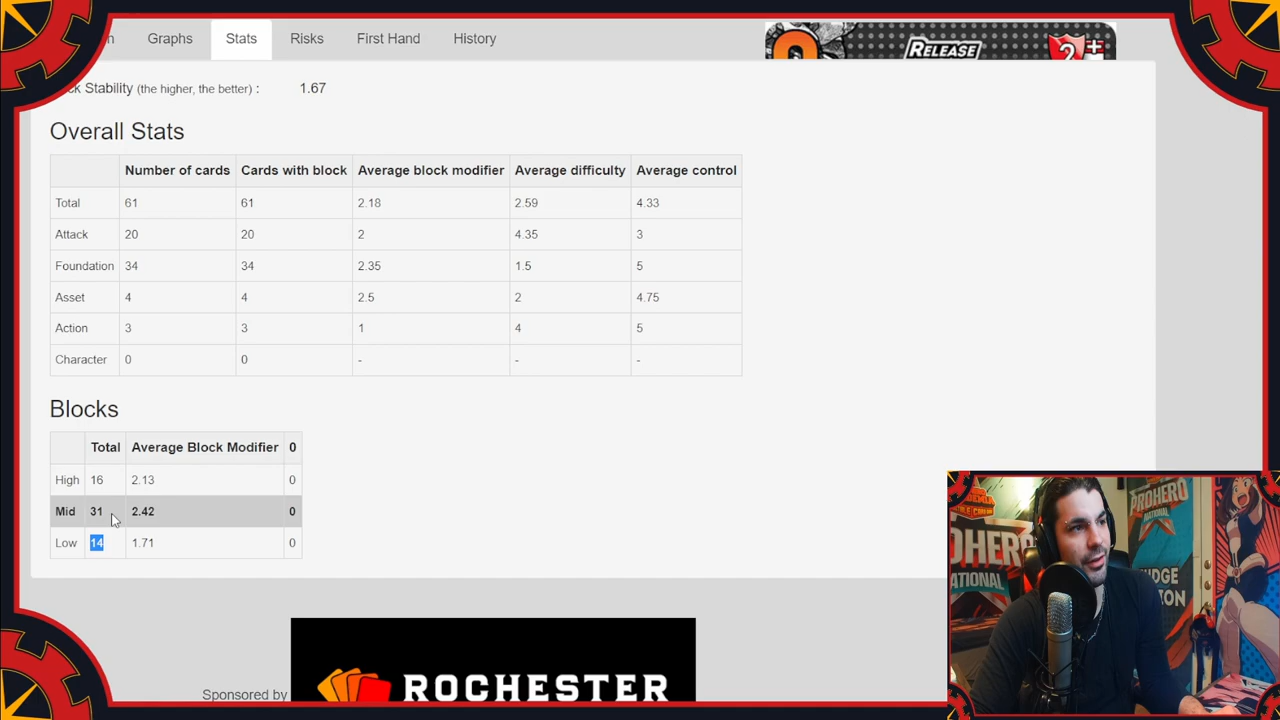 Graphs Stats Risks First Hand History
RELEASE
2+
Stability (the higher, the better) : 1.67
Overall Stats
Number of cards Cards with block Average block modifier Average difficulty Average control
Total 61 61 2.18 2.59 4.33
Attack 20 20 2 4.35 3
Foundation 34 34 2.35 1.5 5
Asset 4 4 2.5 2 4.75
Action 3 3 1 4 5
Character 0 0 - - -
Blocks
Total Average Block Modifier 0
High 16 2.13 0
Mid 31 2.42 0
Low 14 1.71 0
PROHERO
NATIONAL
PROHERO
NATIONAL
Sponsored by ROCHESTER